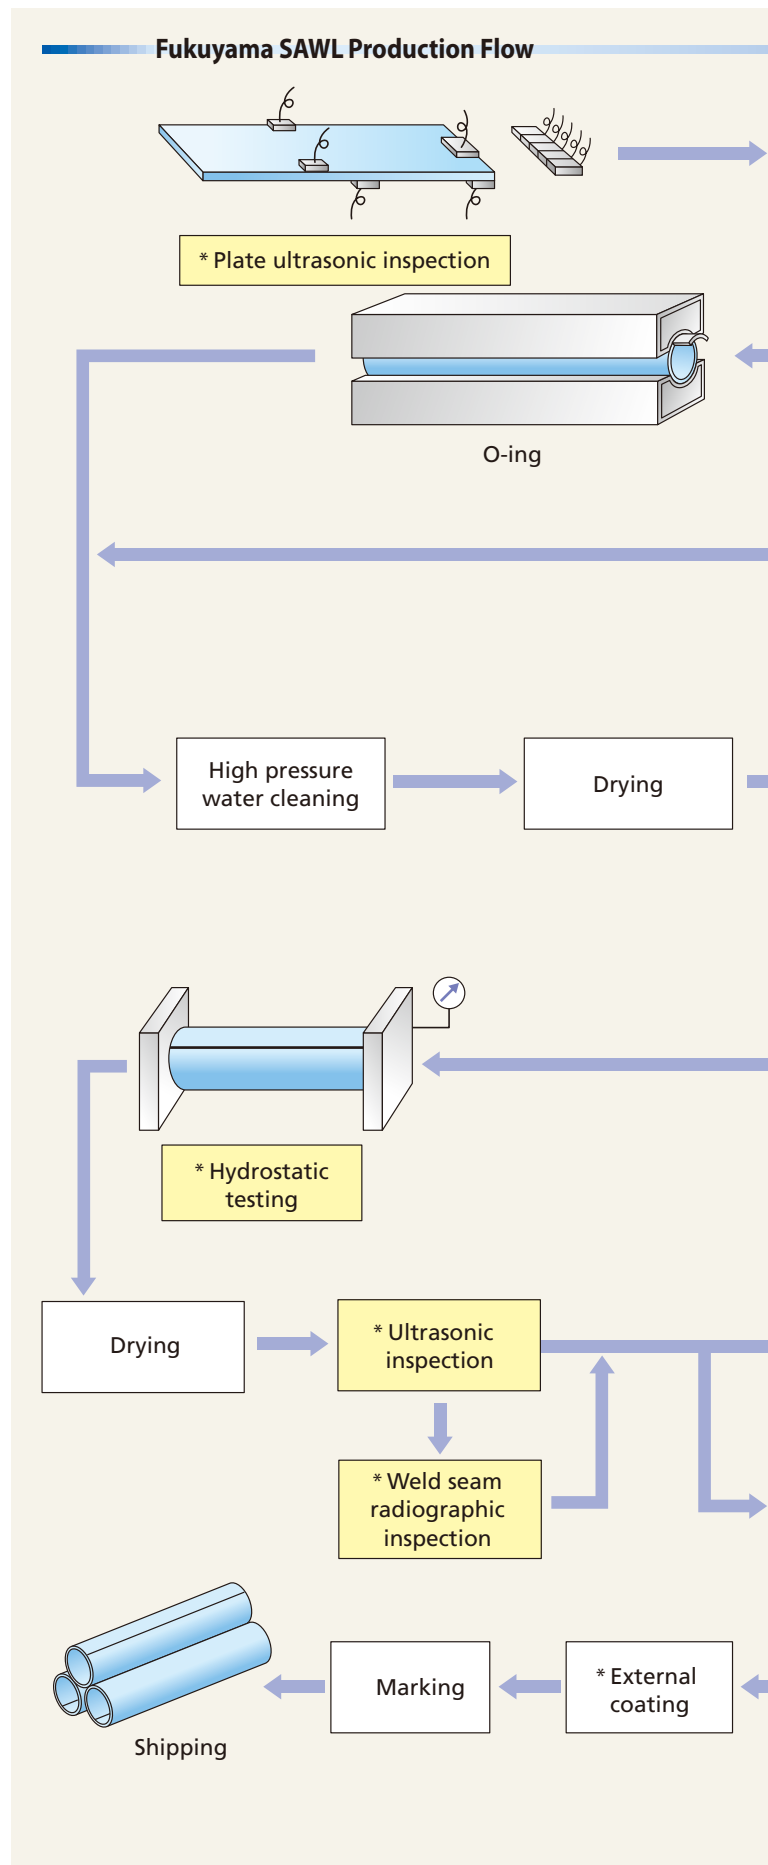 Fukuyama SAWL Production Flow
* Plate ultrasonic inspection
O-ing
High pressure
water cleaning
Drying
* Hydrostatic
testing
Drying
* Ultrasonic
inspection
* Weld seam
radiographic
inspection
Shipping
Marking
* External
coating